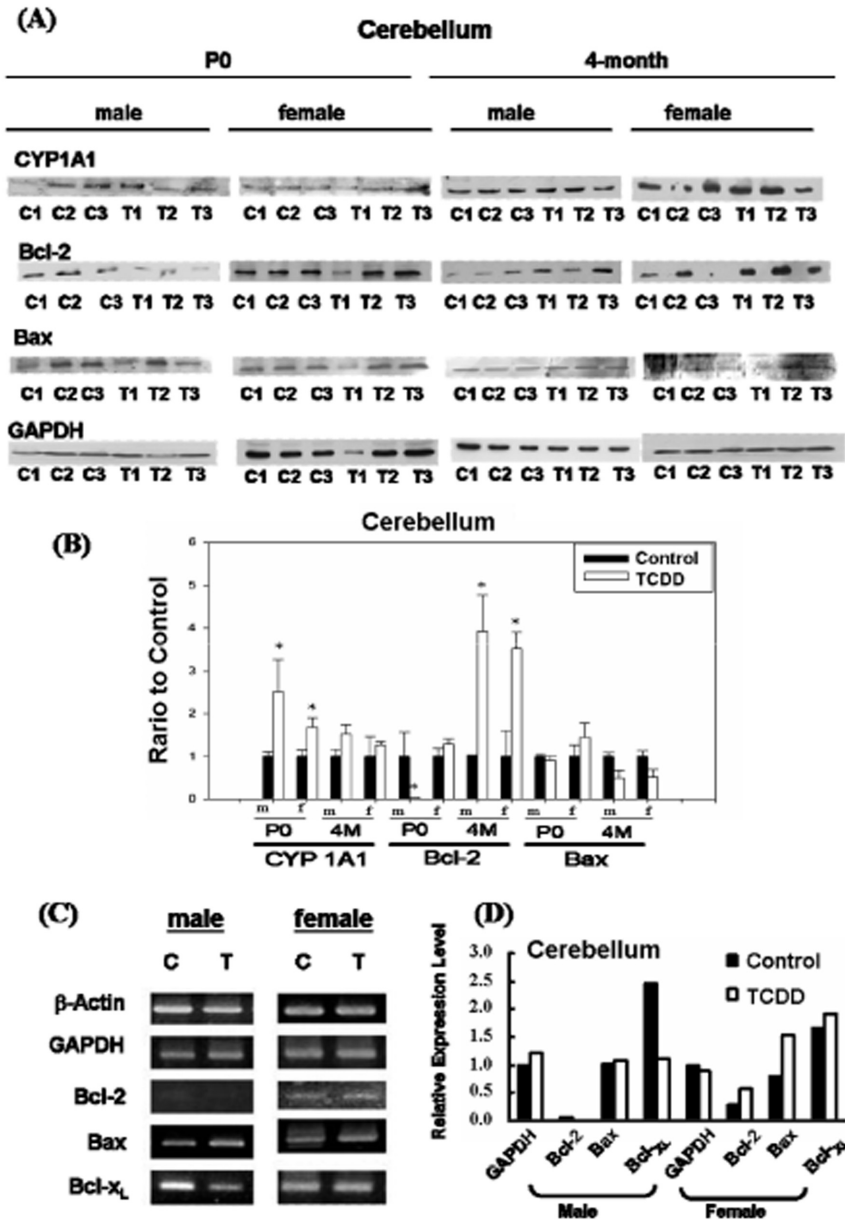 (A)
Cerebellum
P0 4-month
male female male female
CYP1A1
C1 C2 C3 T1 T2 T3 C1 C2 C3 T1 T2 T3 C1 C2 C3 T1 T2 T3 C1 C2 C3 T1 T2 T3
Bcl-2
C1 C2 C3 T1 T2 T3 C1 C2 C3 T1 T2 T3 C1 C2 C3 T1 T2 T3 C1 C2 C3 T1 T2 T3
Bax
C1 C2 C3 T1 T2 T3 C1 C2 C3 T1 T2 T3 C1 C2 C3 T1 T2 T3 C1 C2 C3 T1 T2 T3
GAPDH
C1 C2 C3 T1 T2 T3 C1 C2 C3 T1 T2 T3 C1 C2 C3 T1 T2 T3 C1 C2 C3 T1 T2 T3
(B)
Cerebellum
Rario to Control
6
5
4
3
2
1
0
Control
TCDD
* * * * *
m f m f m f m f m f m f
P0 4M P0 4M P0 4M
CYP 1A1 Bcl-2 Bax
(C)
male female
C T C T
β-Actin
GAPDH
Bcl-2
Bax
Bcl-xL
(D)
Cerebellum
Control
TCDD
Relative Expression Level
3.0
2.5
2.0
1.5
1.0
0.5
0.0
GAPDH Bcl-2 Bax Bcl-XL GAPDH Bcl-2 Bax Bcl-XL
Male Female